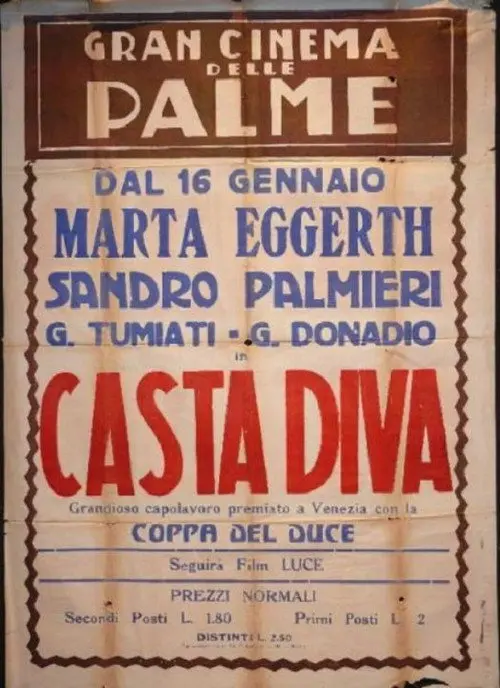 GRAN CINEMA
DELLE
PALME
DAL 16 GENNAIO
MARTA EGGERTH
SANDRO PALMIERI
G. TUMIATI - G. DONADIO
in
CASTA DIVA
Grandioso capolavoro premiato a Venezia con la
COPPA DEL DUCE
Seguirà Film LUCE
PREZZI NORMALI
Secondi Posti L. 1.80 Primi Posti L. 2
DISTINTI L. 2.50